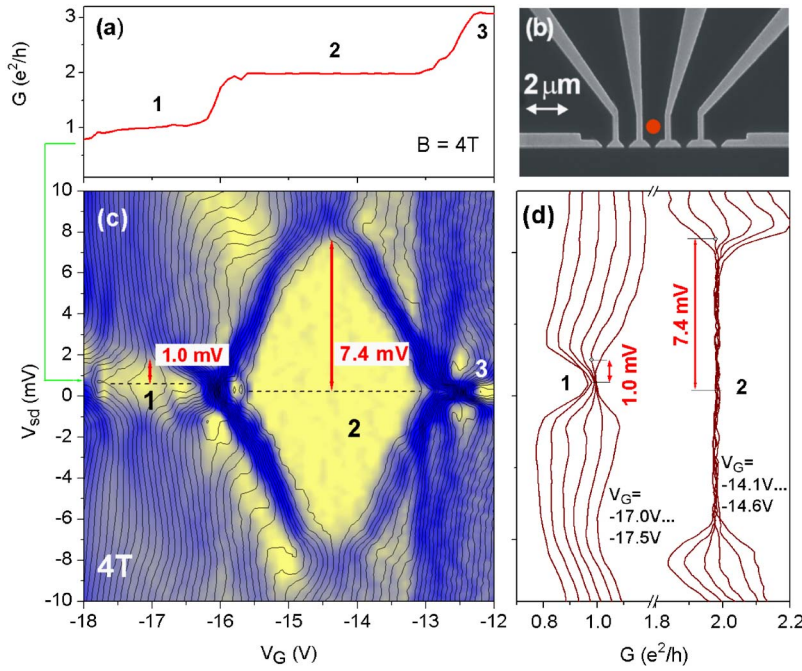 (a)
G (e²/h)
3
2
1
1
2
3
B = 4T
(b)
2 μm
(c)
V_sd (mV)
10
8
6
4
2
0
-2
-4
-6
-8
-10
1.0 mV
7.4 mV
1
2
3
4T
-18
-17
-16
-15
-14
-13
-12
V_G (V)
(d)
7.4 mV
1.0 mV
1
2
V_G=
-17.0V...
-17.5V
V_G=
-14.1V...
-14.6V
0.8
1.0
2.0
2.2
G (e²/h)